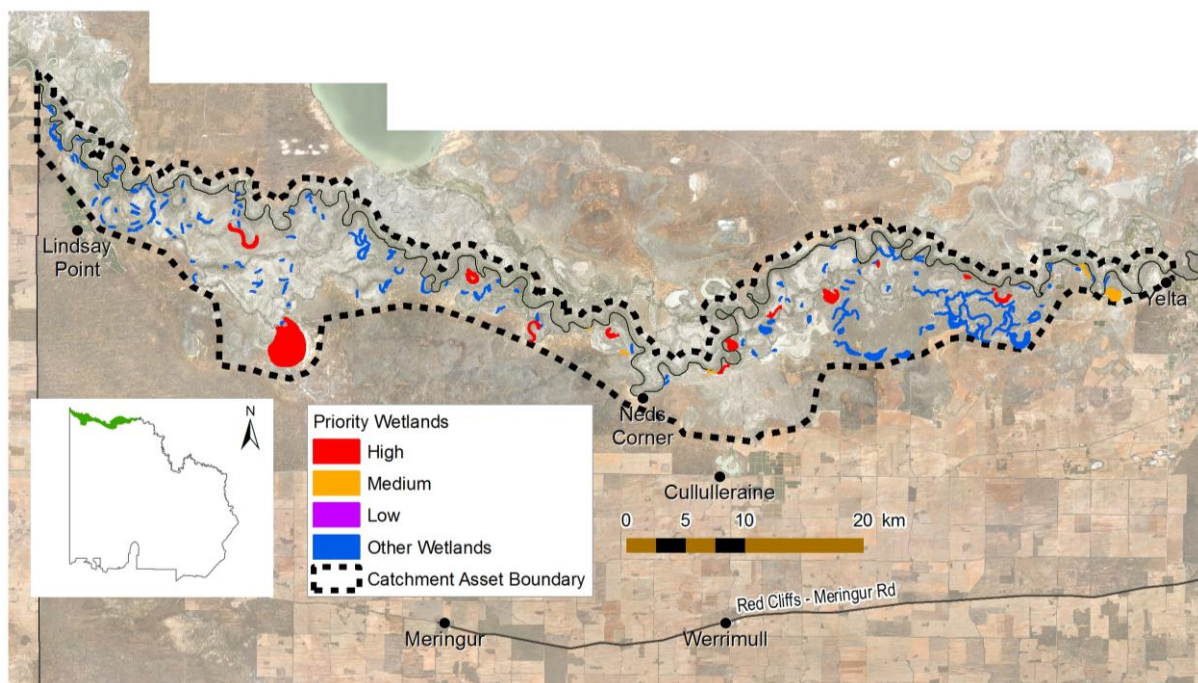 Lindsay
Point
Yelta
Neds
Corner
N
Priority Wetlands
High
Medium
Low
Other Wetlands
Catchment Asset Boundary
Cullulleraine
0 5 10 20 km
Red Cliffs - Meringur Rd
Meringur
Werrimull